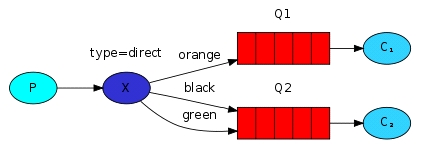 Q1
type=direct
orange
C₁
P
X
black
Q2
green
C₂